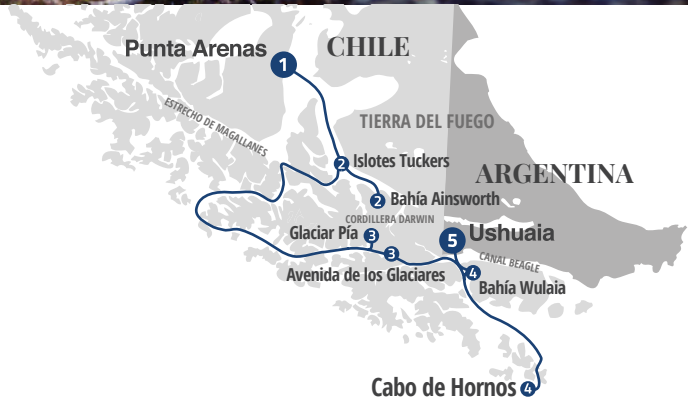 Punta Arenas
1
CHILE
ESTRECHO DE MAGALLANES
TIERRA DEL FUEGO
2
Islotes Tuckers
ARGENTINA
2
Bahía Ainsworth
CORDILLERA DARWIN
Glaciar Pía
3
5
Ushuaia
3
Avenida de los Glaciares
CANAL BEAGLE
4
Bahía Wulaia
Cabo de Hornos
4